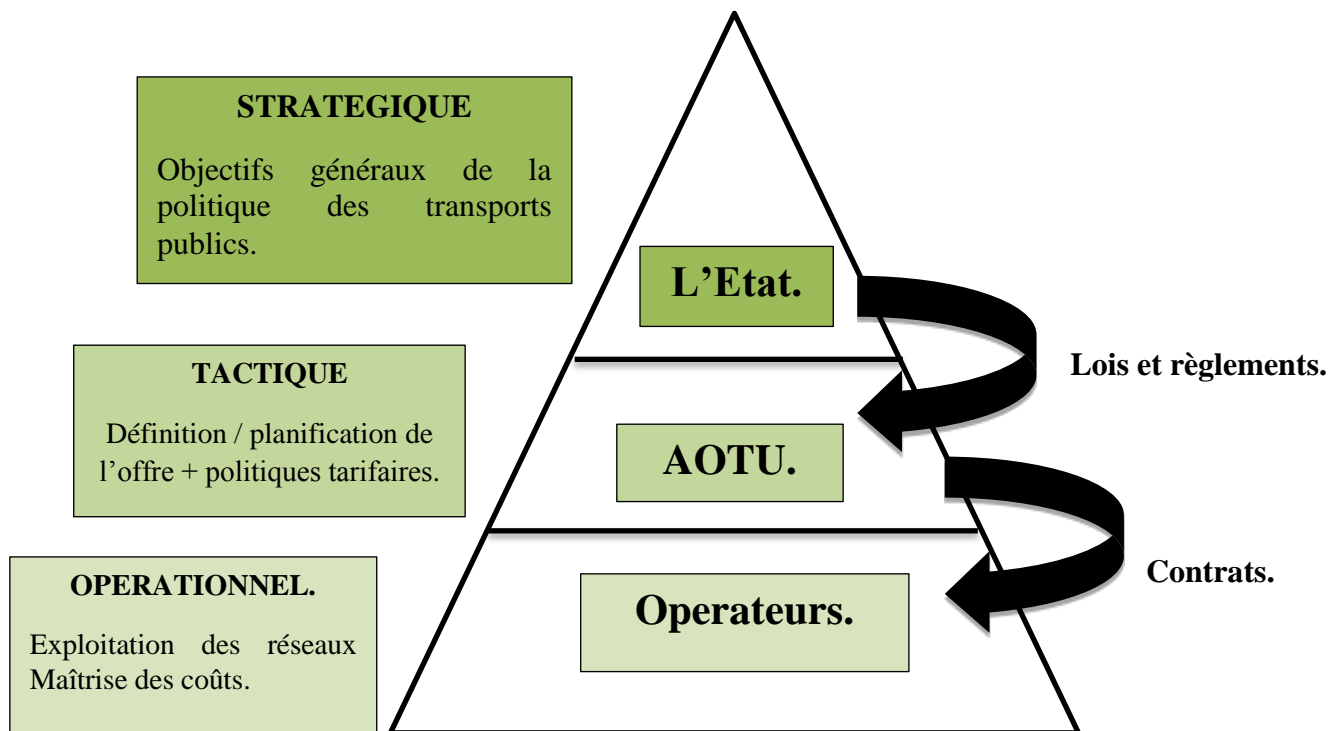 STRATEGIQUE
Objectifs généraux de la
politique des transports
publics.
L’Etat.
Lois et règlements.
TACTIQUE
Définition / planification de
l’offre + politiques tarifaires.
AOTU.
Contrats.
OPERATIONNEL.
Exploitation des réseaux
Maîtrise des coûts.
Operateurs.